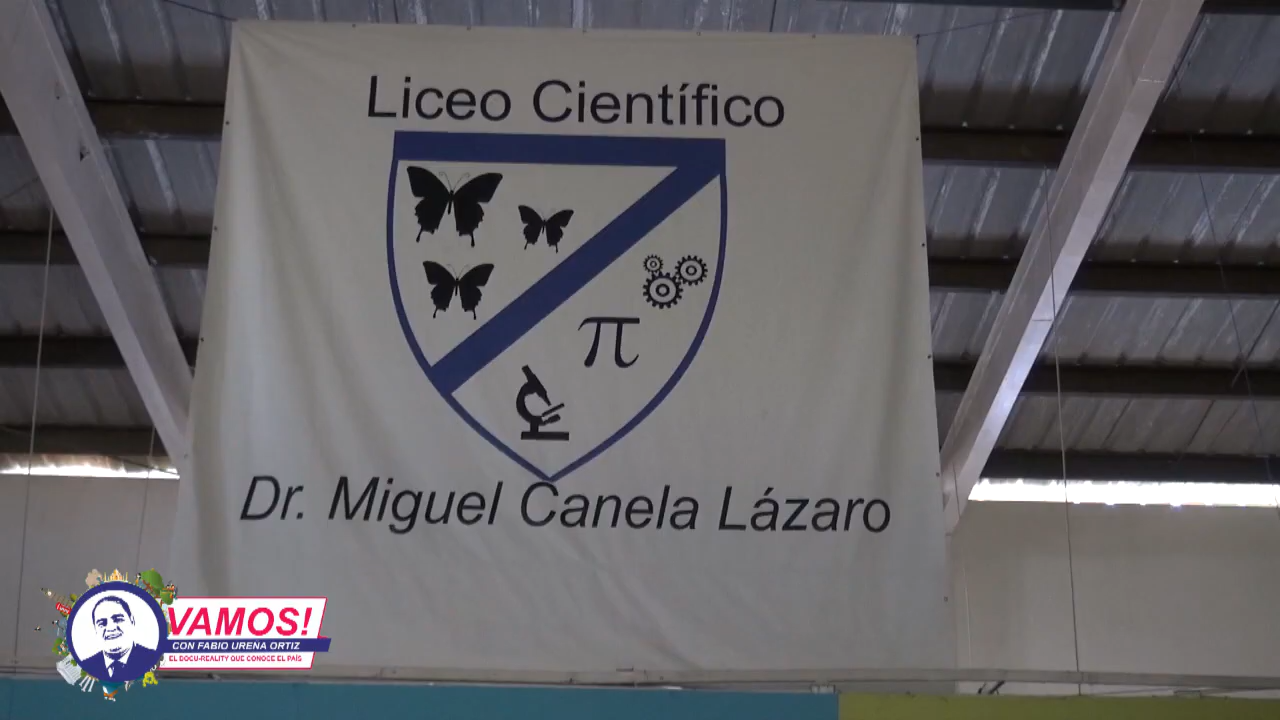 Liceo Científico
π
Dr. Miguel Canela Lázaro
VAMOS!
CON FABIO UREÑA ORTIZ
EL DOCU-REALITY QUE CONOCE EL PAÍS